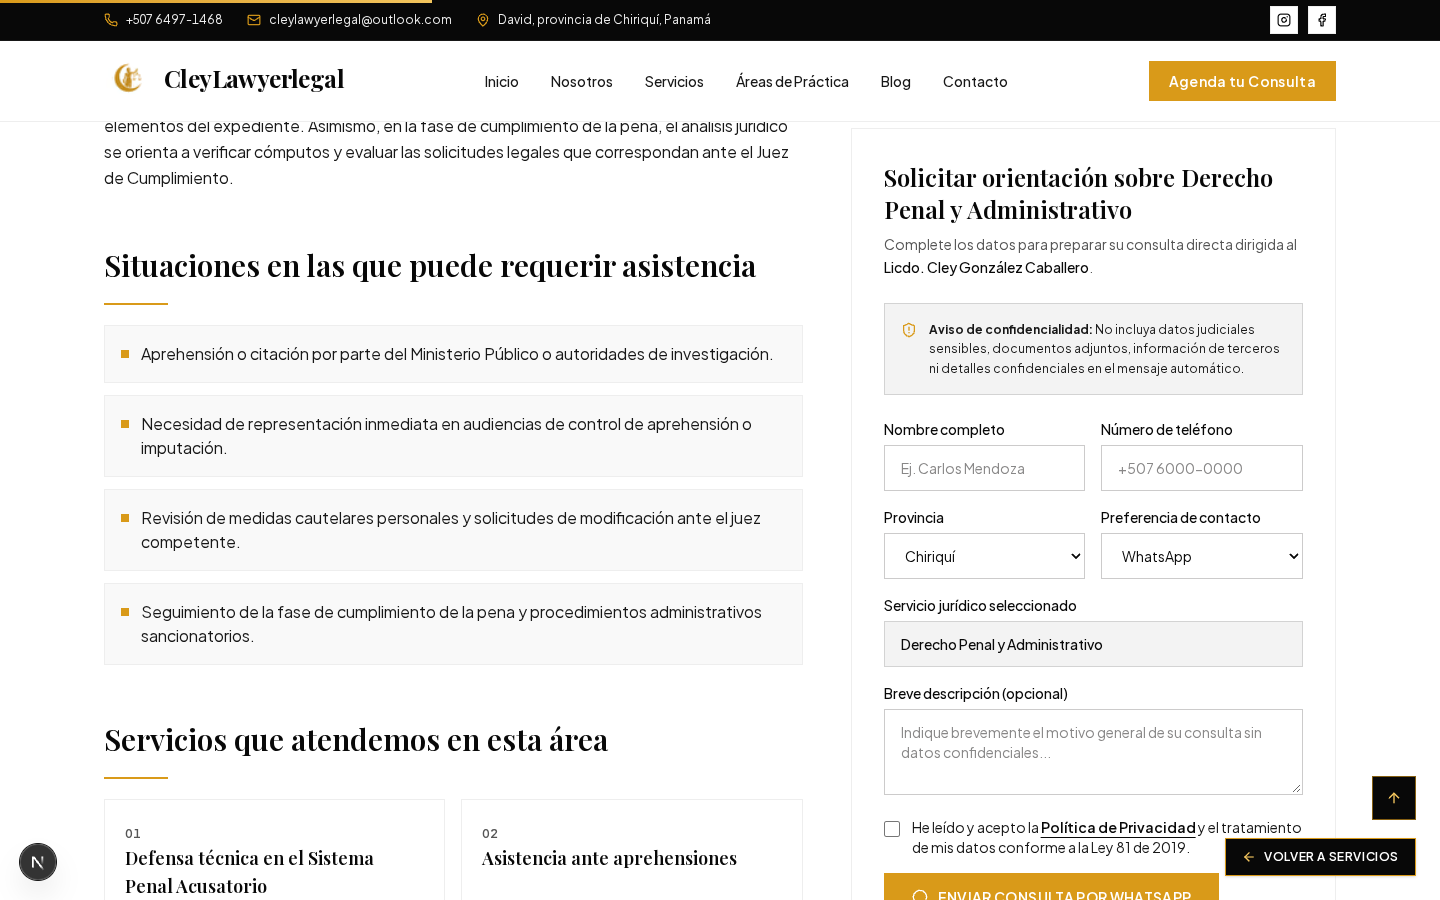 +507 6497-1468
cleylawyerlegal@outlook.com
David, provincia de Chiriquí, Panamá
CleyLawyerlegal
Inicio
Nosotros
Servicios
Áreas de Práctica
Blog
Contacto
Agenda tu Consulta
elementos del expediente. Asimismo, en la fase de cumplimiento de la pena, el análisis jurídico
se orienta a verificar cómputos y evaluar las solicitudes legales que correspondan ante el Juez
de Cumplimiento.
Situaciones en las que puede requerir asistencia
Aprehensión o citación por parte del Ministerio Público o autoridades de investigación.
Necesidad de representación inmediata en audiencias de control de aprehensión o
imputación.
Revisión de medidas cautelares personales y solicitudes de modificación ante el juez
competente.
Seguimiento de la fase de cumplimiento de la pena y procedimientos administrativos
sancionatorios.
Servicios que atendemos en esta área
01
Defensa técnica en el Sistema
Penal Acusatorio
02
Asistencia ante aprehensiones
Solicitar orientación sobre Derecho
Penal y Administrativo
Complete los datos para preparar su consulta directa dirigida al
Licdo. Cley González Caballero.
Aviso de confidencialidad: No incluya datos judiciales
sensibles, documentos adjuntos, información de terceros
ni detalles confidenciales en el mensaje automático.
Nombre completo
Número de teléfono
Ej. Carlos Mendoza
+507 6000-0000
Provincia
Preferencia de contacto
Chiriquí
WhatsApp
Servicio jurídico seleccionado
Derecho Penal y Administrativo
Breve descripción (opcional)
Indique brevemente el motivo general de su consulta sin
datos confidenciales...
He leído y acepto la Política de Privacidad y el tratamiento
de mis datos conforme a la Ley 81 de 2019.
VOLVER A SERVICIOS
ENVIAR CONSULTA POR WHATSAPP